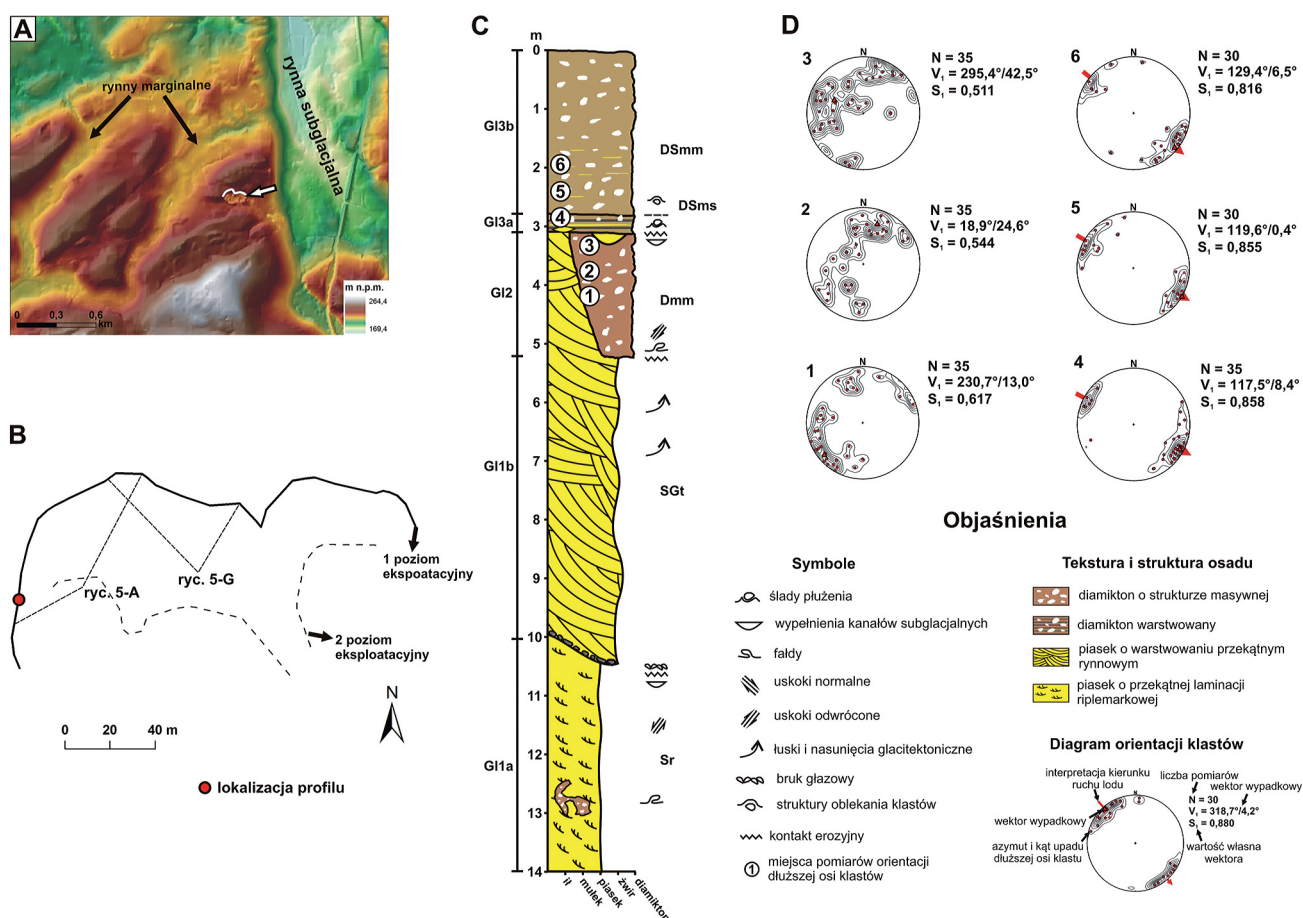 A
rynny marginalne
rynna subglacjalna
m n.p.m.
264,4
169,4
0 0,3 0,6
km
B
ryc. 5-A
ryc. 5-G
1 poziom
ekspoatacyjny
2 poziom
eksploatacyjny
N
0 20 40 m
lokalizacja profilu
C
m
0
1
2
3
4
5
6
7
8
9
10
11
12
13
14
Gl3b
Gl3a
Gl2
Gl1b
Gl1a
6
5
4
3
2
1
DSmm
DSms
Dmm
SGt
Sr
ił
mułek
piasek
żwir
diamikton
D
3
N
N = 35
V₁ = 295,4°/42,5°
S₁ = 0,511
6
N
N = 30
V₁ = 129,4°/6,5°
S₁ = 0,816
2
N
N = 35
V₁ = 18,9°/24,6°
S₁ = 0,544
5
N
N = 30
V₁ = 119,6°/0,4°
S₁ = 0,855
1
N
N = 35
V₁ = 230,7°/13,0°
S₁ = 0,617
4
N
N = 35
V₁ = 117,5°/8,4°
S₁ = 0,858
Objaśnienia
Symbole
ślady płużenia
wypełnienia kanałów subglacjalnych
fałdy
uskoki normalne
uskoki odwrócone
łuski i nasunięcia glacitektoniczne
bruk głazowy
struktury oblekania klastów
kontakt erozyjny
1 miejsca pomiarów orientacji
dłuższej osi klastów
Tekstura i struktura osadu
diamikton o strukturze masywnej
diamikton warstwowany
piasek o warstwowaniu przekątnym
rynnowym
piasek o przekątnej laminacji
riplemarkowej
Diagram orientacji klastów
interpretacja kierunku
ruchu lodu
wektor wypadkowy
azymut i kąt upadu
dłuższej osi klastu
N
liczba pomiarów
wektor wypadkowy
N = 30
V₁ = 318,7°/4,2°
S₁ = 0,880
wartość własna
wektora